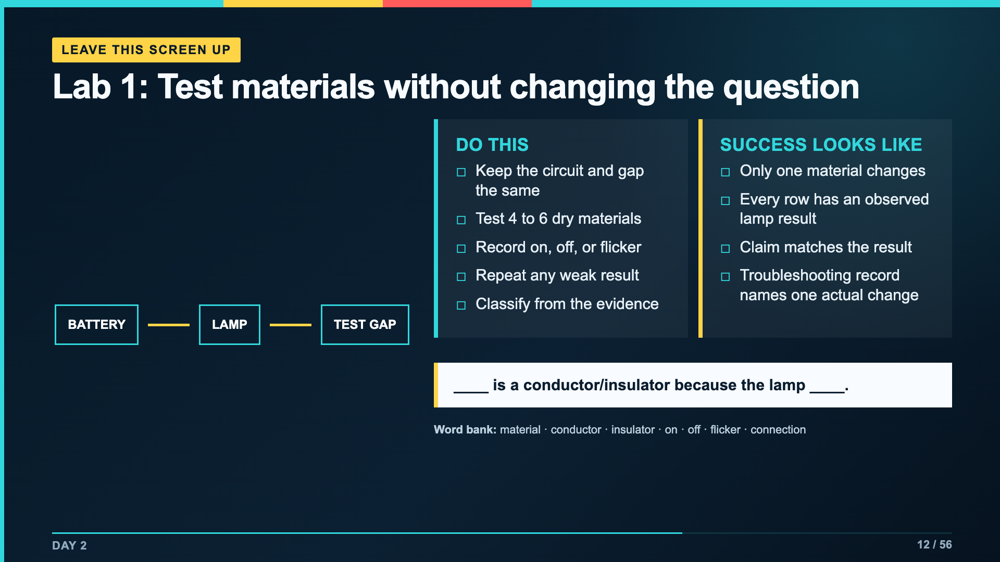 LEAVE THIS SCREEN UP
Lab 1: Test materials without changing the question
BATTERY
LAMP
TEST GAP
DO THIS
Keep the circuit and gap
the same
Test 4 to 6 dry materials
Record on, off, or flicker
Repeat any weak result
Classify from the evidence
SUCCESS LOOKS LIKE
Only one material changes
Every row has an observed
lamp result
Claim matches the result
Troubleshooting record
names one actual change
____ is a conductor/insulator because the lamp ____.
Word bank: material · conductor · insulator · on · off · flicker · connection
DAY 2
12 / 56